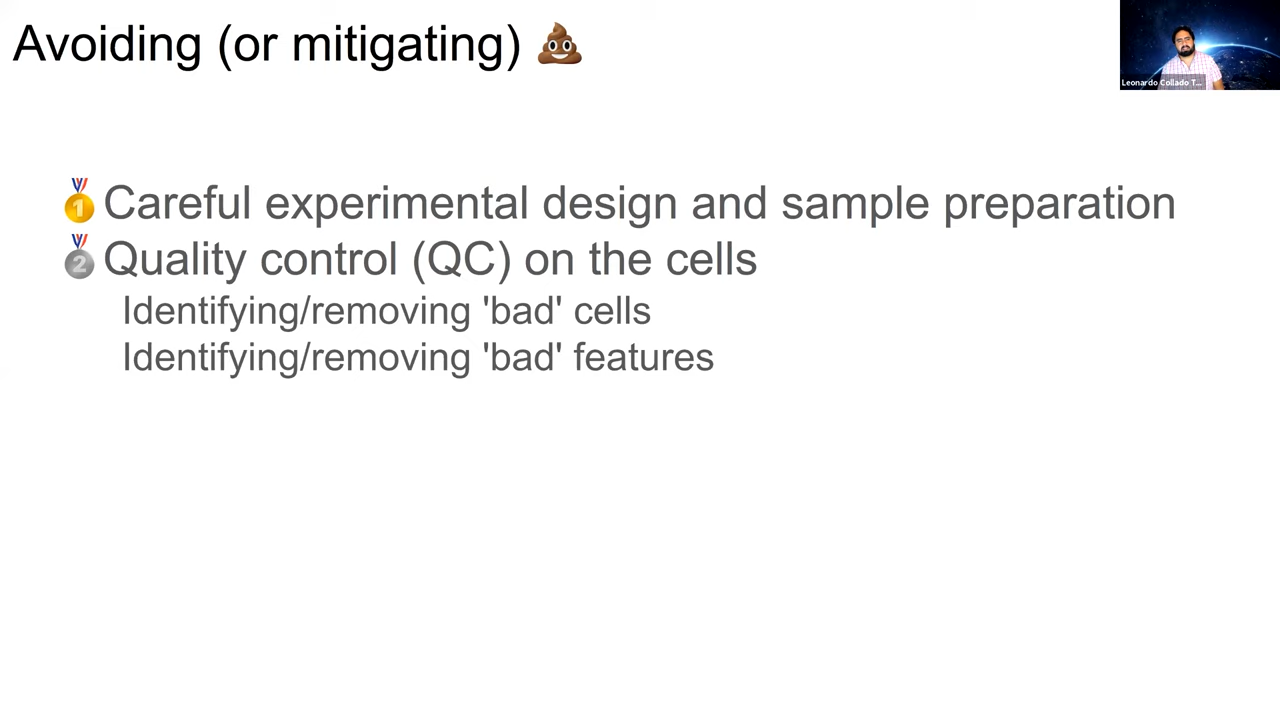 Avoiding (or mitigating) 💩
Leonardo Collado T...
🥇Careful experimental design and sample preparation
🥈Quality control (QC) on the cells
Identifying/removing 'bad' cells
Identifying/removing 'bad' features